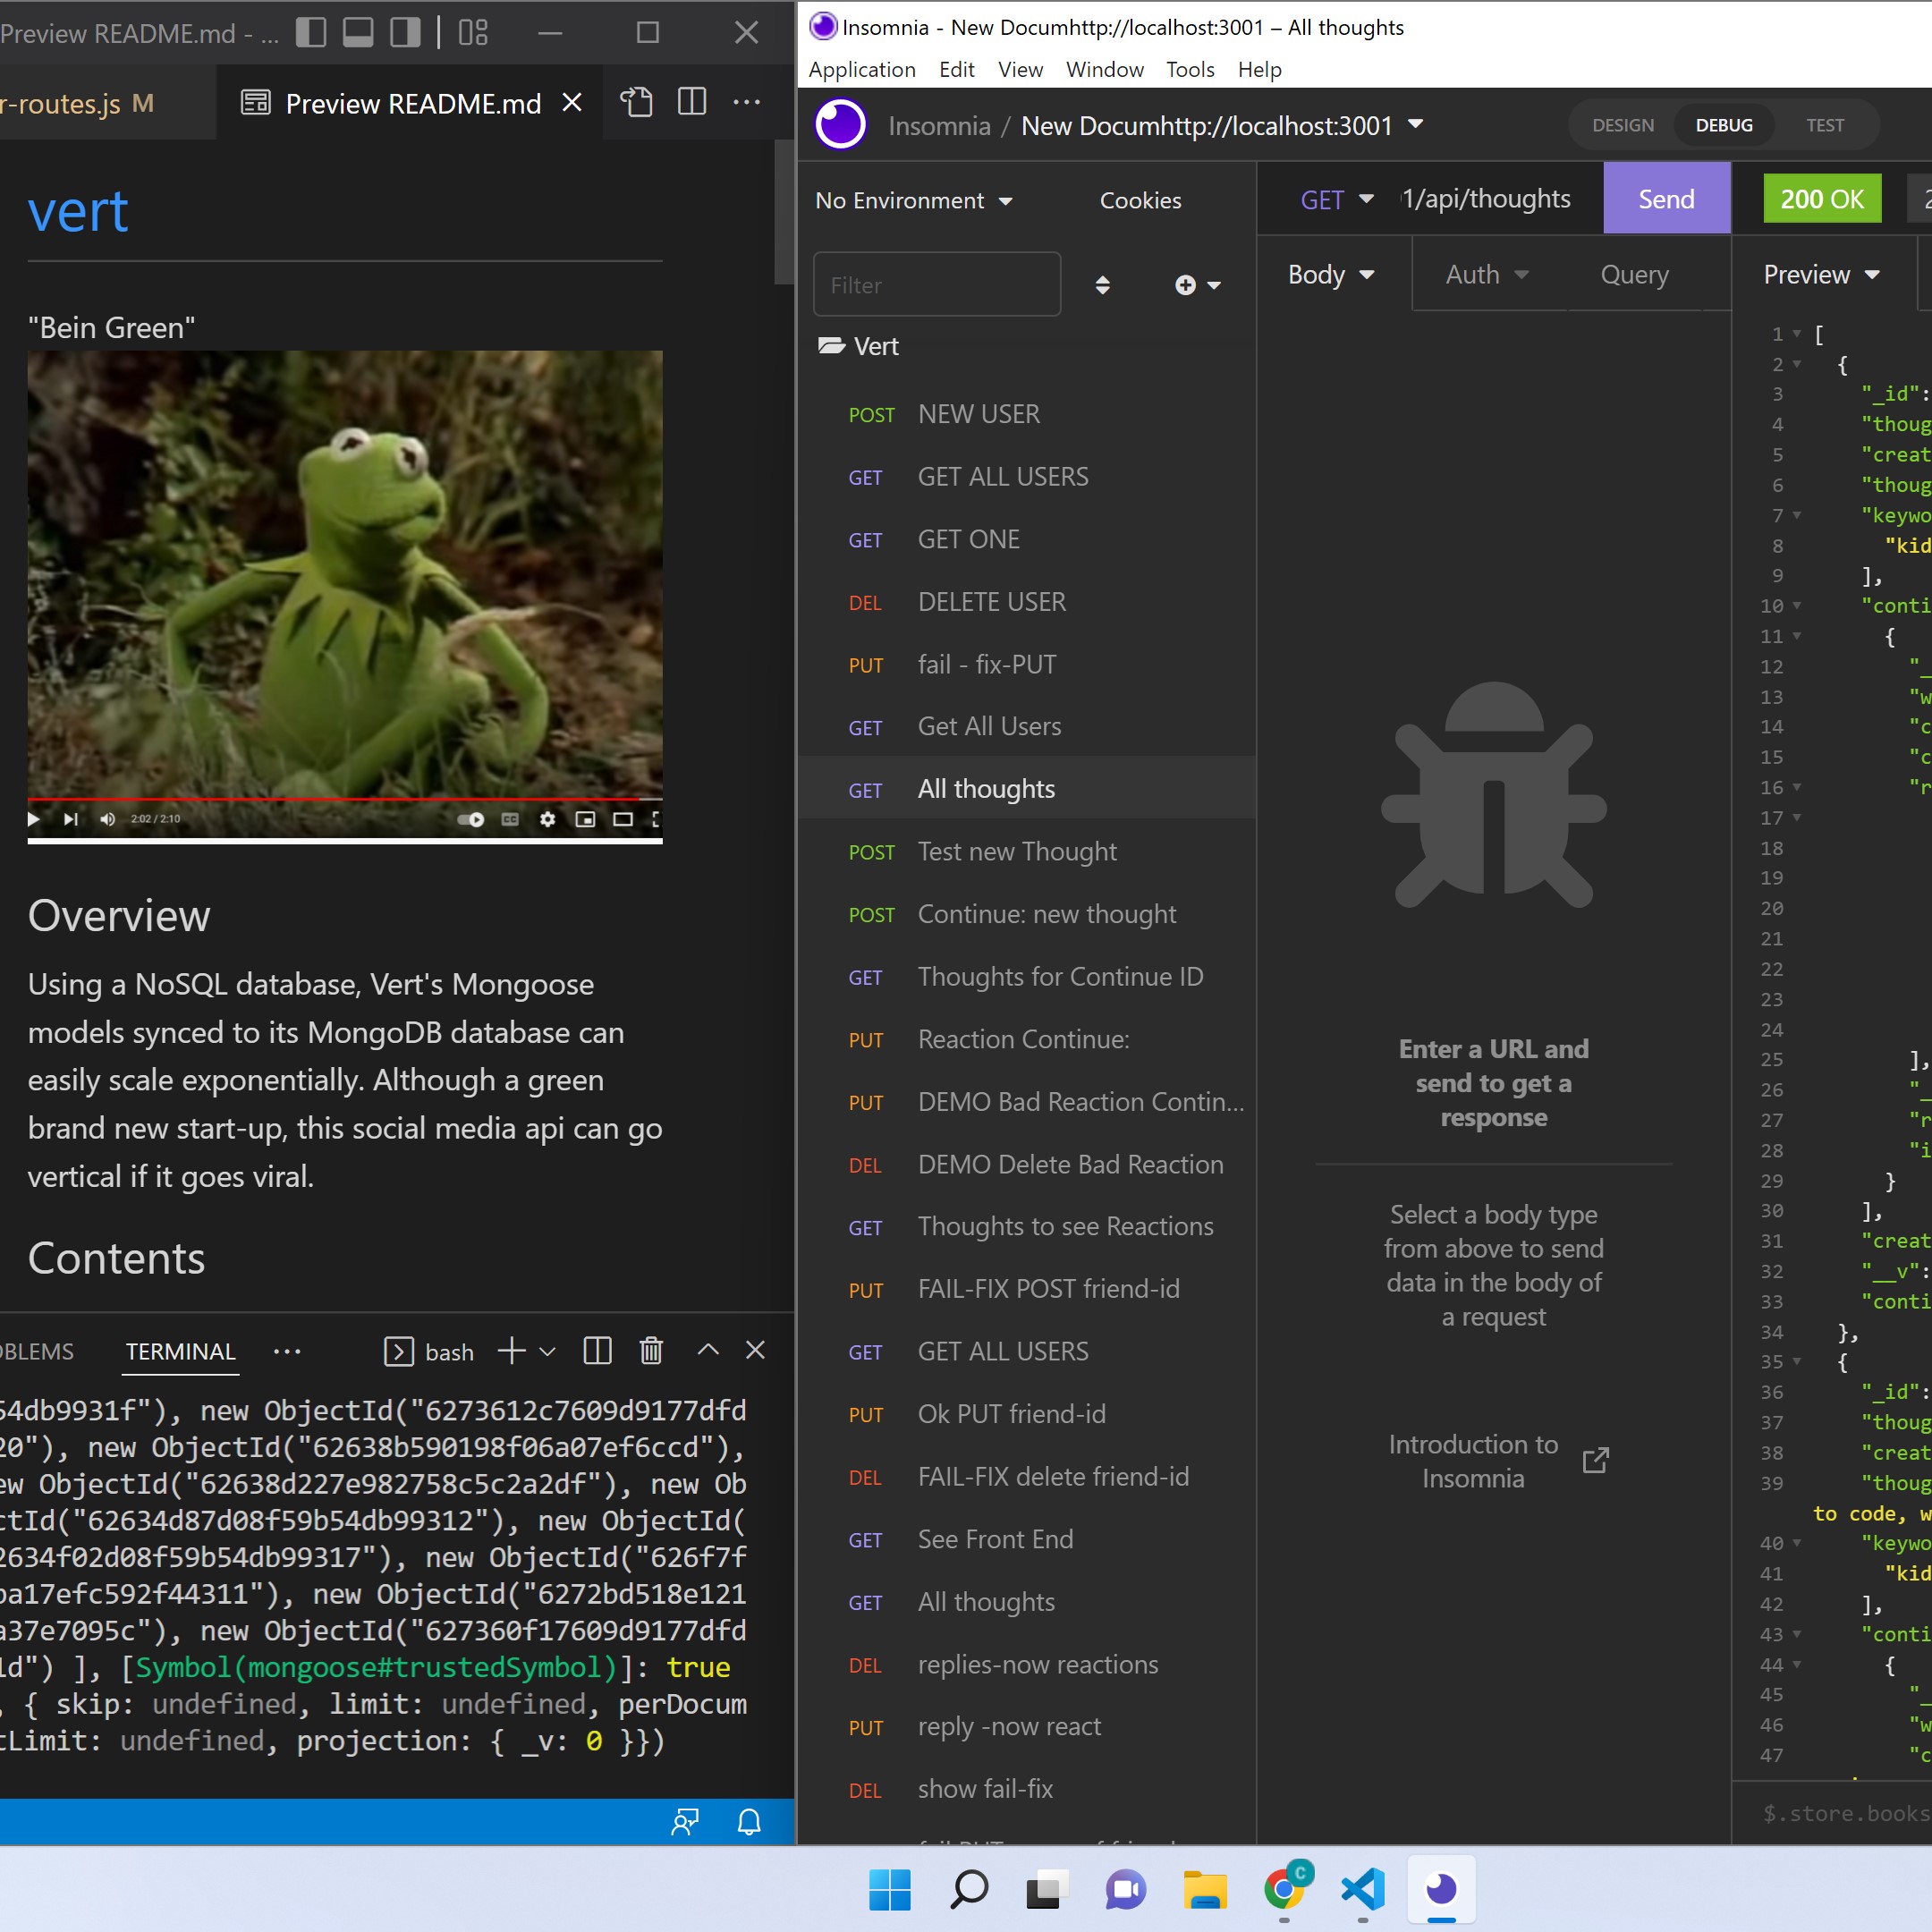 Preview README.md - ...
r-routes.js M
Preview README.md
vert
"Bein Green"
2:02 / 2:10
Overview
Using a NoSQL database, Vert's Mongoose
models synced to its MongoDB database can
easily scale exponentially. Although a green
brand new start-up, this social media api can go
vertical if it goes viral.
Contents
OBLEMS
TERMINAL
bash
54db9931f"), new ObjectId("6273612c7609d9177dfd
20"), new ObjectId("62638b590198f06a07ef6ccd"),
ew ObjectId("62638d227e982758c5c2a2df"), new Ob
ctId("62634d87d08f59b54db99312"), new ObjectId(
2634f02d08f59b54db99317"), new ObjectId("626f7f
ba17efc592f44311"), new ObjectId("6272bd518e121
a37e7095c"), new ObjectId("627360f17609d9177dfd
1d") ], [Symbol(mongoose#trustedSymbol)]: true
, { skip: undefined, limit: undefined, perDocum
tLimit: undefined, projection: { _v: 0 }})
Insomnia - New Documhttp://localhost:3001 – All thoughts
Application Edit View Window Tools Help
Insomnia / New Documhttp://localhost:3001
DESIGN DEBUG TEST
No Environment
Cookies
Filter
Vert
POST NEW USER
GET GET ALL USERS
GET GET ONE
DEL DELETE USER
PUT fail - fix-PUT
GET Get All Users
GET All thoughts
POST Test new Thought
POST Continue: new thought
GET Thoughts for Continue ID
PUT Reaction Continue:
PUT DEMO Bad Reaction Contin...
DEL DEMO Delete Bad Reaction
GET Thoughts to see Reactions
PUT FAIL-FIX POST friend-id
GET GET ALL USERS
PUT Ok PUT friend-id
DEL FAIL-FIX delete friend-id
GET See Front End
GET All thoughts
DEL replies-now reactions
PUT reply -now react
DEL show fail-fix
GET 1/api/thoughts
Send
Body Auth Query
Enter a URL and
send to get a
response
Select a body type
from above to send
data in the body of
a request
Introduction to
Insomnia
200 OK
2
Preview
1 [
2 {
3 "_id":
4 "thoug
5 "creat
6 "thoug
7 "keywo
8 "kid
9 ],
10 "conti
11 {
12 "_
13 "w
14 "c
15 "c
16 "r
17
18
19
20
21
22
23
24
25 ],
26 "_
27 "r
28 "i
29 }
30 ],
31 "creat
32 "__v":
33 "conti
34 },
35 {
36 "_id":
37 "thoug
38 "creat
39 "thoug
to code, w
40 "keywo
41 "kid
42 ],
43 "conti
44 {
45 "_
46 "w
47 "c
$.store.books
C